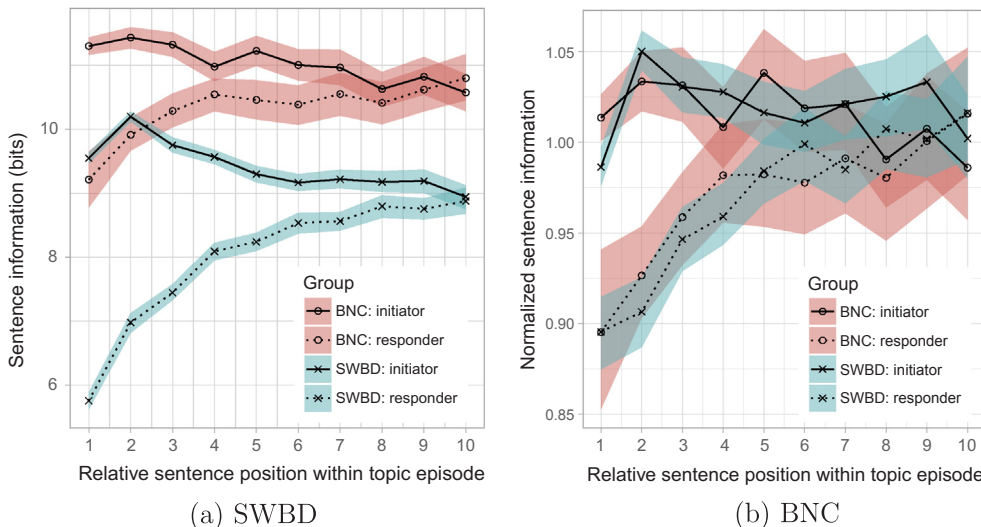 Sentence information (bits)
10
8
6
Group
BNC: initiator
BNC: responder
SWBD: initiator
SWBD: responder
1 2 3 4 5 6 7 8 9 10
Relative sentence position within topic episode
(a) SWBD
Normalized sentence information
1.05
1.00
0.95
0.90
0.85
Group
BNC: initiator
BNC: responder
SWBD: initiator
SWBD: responder
1 2 3 4 5 6 7 8 9 10
Relative sentence position within topic episode
(b) BNC